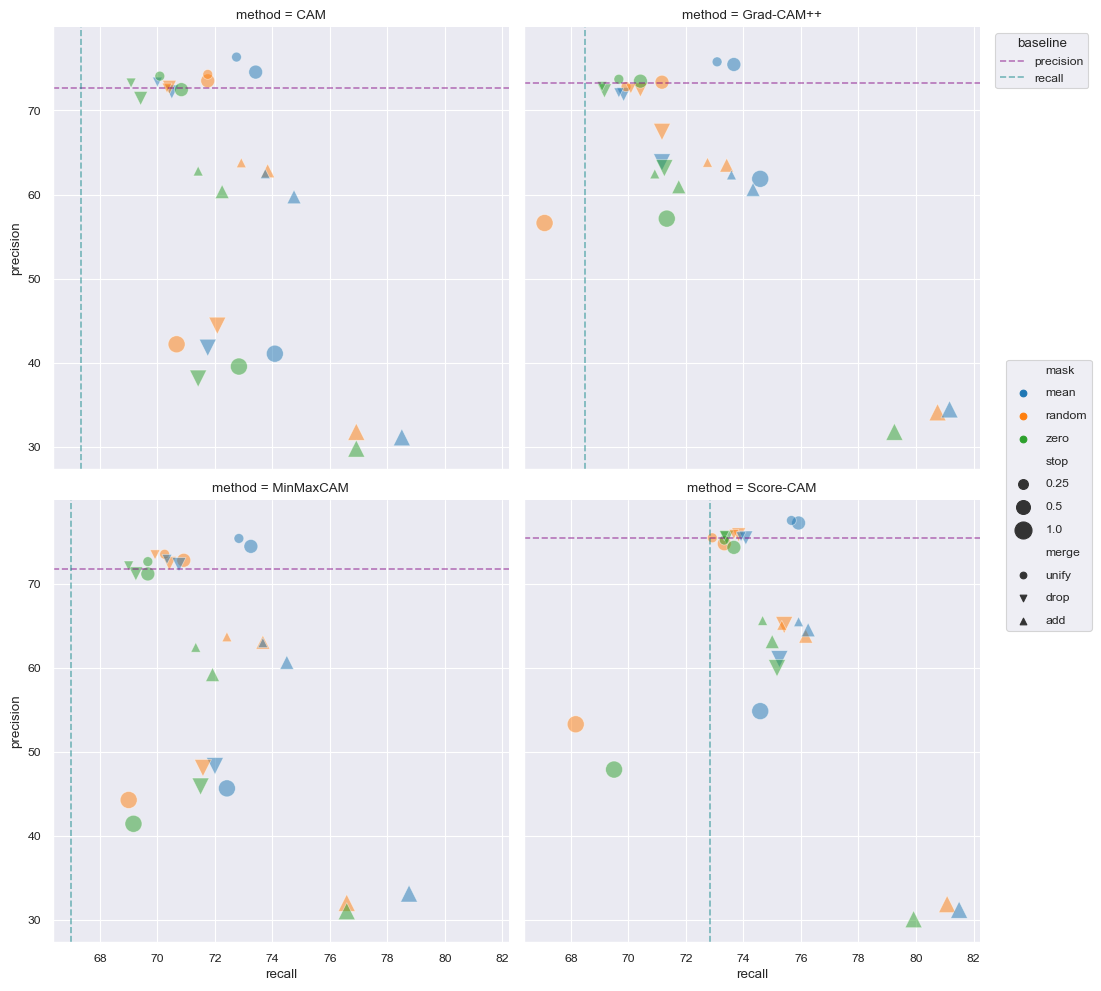 method = CAM
method = Grad-CAM++
baseline
precision
recall
70
60
50
40
30
precision
method = MinMaxCAM
method = Score-CAM
mask
mean
random
zero
stop
0.25
0.5
1.0
merge
unify
drop
add
70
60
50
40
30
precision
68 70 72 74 76 78 80 82
68 70 72 74 76 78 80 82
recall
recall